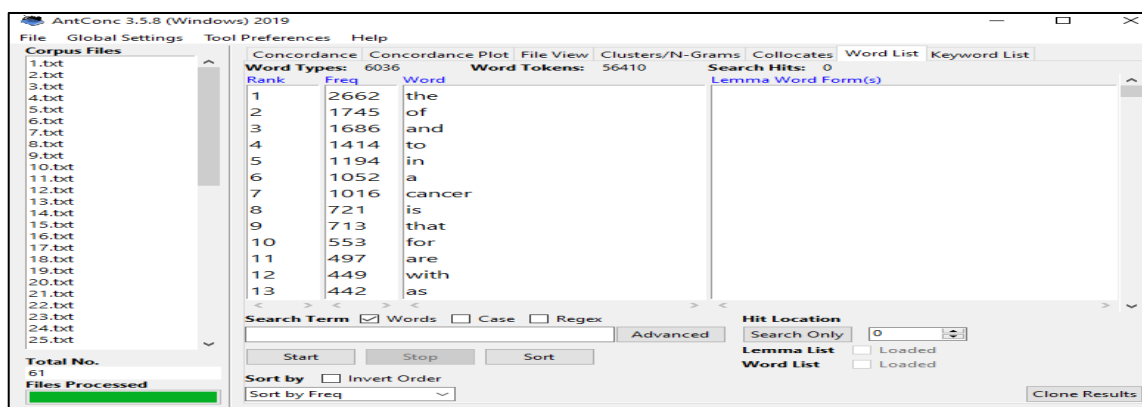 AntConc 3.5.8 (Windows) 2019
File Global Settings Tool Preferences Help
Corpus Files
1.txt
2.txt
3.txt
4.txt
5.txt
6.txt
7.txt
8.txt
9.txt
10.txt
11.txt
12.txt
13.txt
14.txt
15.txt
16.txt
17.txt
18.txt
19.txt
20.txt
21.txt
22.txt
23.txt
24.txt
25.txt
Total No.
61
Files Processed
Concordance Concordance Plot File View Clusters/N-Grams Collocates Word List Keyword List
Word Types: 6036 Word Tokens: 56410 Search Hits: 0
Rank Freq Word Lemma Word Form(s)
1 2662 the
2 1745 of
3 1686 and
4 1414 to
5 1194 in
6 1052 a
7 1016 cancer
8 721 is
9 713 that
10 553 for
11 497 are
12 449 with
13 442 as
Search Term Words Case Regex Hit Location
Advanced Search Only 0
Start Stop Sort Lemma List Loaded
Word List Loaded
Sort by Invert Order
Sort by Freq Clone Results